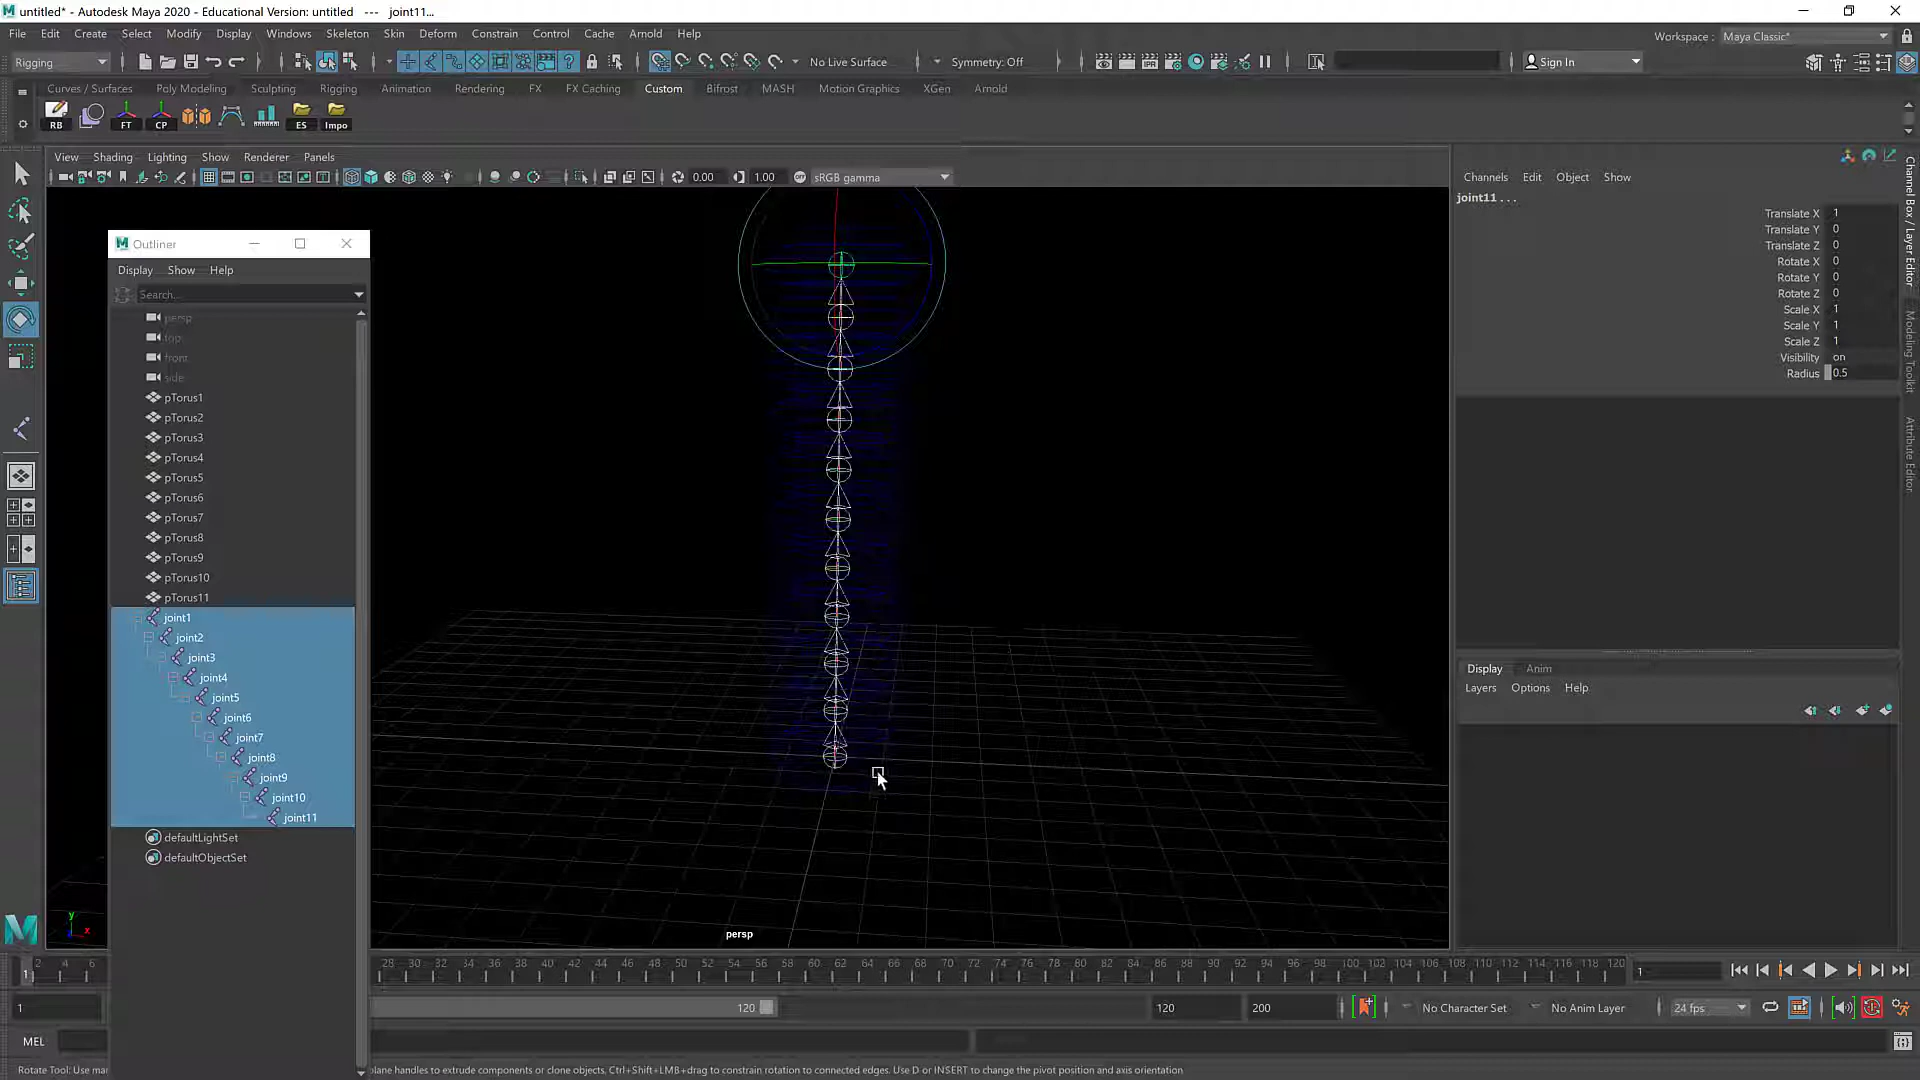 untitled* - Autodesk Maya 2020 - Educational Version: untitled --- joint11...
File Edit Create Select Modify Display Windows Skeleton Skin Deform Constrain Control Cache Arnold Help
Workspace : Maya Classic*
Rigging No Live Surface Symmetry: Off Sign In
Curves / Surfaces Poly Modeling Sculpting Rigging Animation Rendering FX FX Caching Custom Bifrost MASH Motion Graphics XGen Arnold
RB FT CP ES Impo
View Shading Lighting Show Renderer Panels
0.00 1.00 sRGB gamma
Outliner
Display Show Help
Search...
persp
top
front
side
pTorus1
pTorus2
pTorus3
pTorus4
pTorus5
pTorus6
pTorus7
pTorus8
pTorus9
pTorus10
pTorus11
joint1
joint2
joint3
joint4
joint5
joint6
joint7
joint8
joint9
joint10
joint11
defaultLightSet
defaultObjectSet
y
x
persp
Channels Edit Object Show
joint11 . . .
Translate X 1
Translate Y 0
Translate Z 0
Rotate X 0
Rotate Y 0
Rotate Z 0
Scale X 1
Scale Y 1
Scale Z 1
Visibility on
Radius 0.5
Display Anim
Layers Options Help
Channel Box / Layer Editor
Modeling Toolkit
Attribute Editor
2 4 6 28 30 32 34 36 38 40 42 44 46 48 50 52 54 56 58 60 62 64 66 68 70 72 74 76 78 80 82 84 86 88 90 92 94 96 98 100 102 104 106 108 110 112 114 116 118 120
1 1
1 120 120 200 No Character Set No Anim Layer 24 fps
MEL
Rotate Tool: Use mar
plane handles to extrude components or clone objects, Ctrl+Shift+LMB+drag to constrain rotation to connected edges. Use D or INSERT to change the pivot position and axis orientation